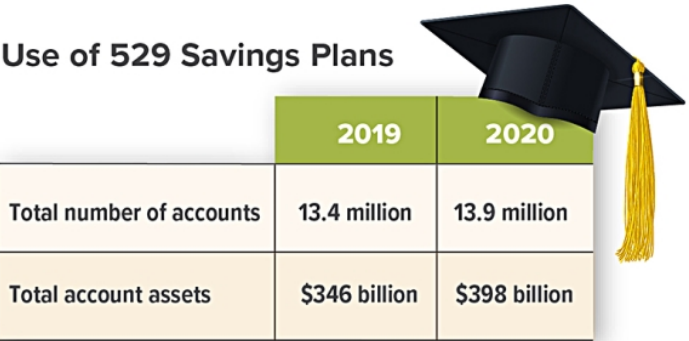 Use of 529 Savings Plans
2019 2020
Total number of accounts 13.4 million 13.9 million
Total account assets $346 billion $398 billion